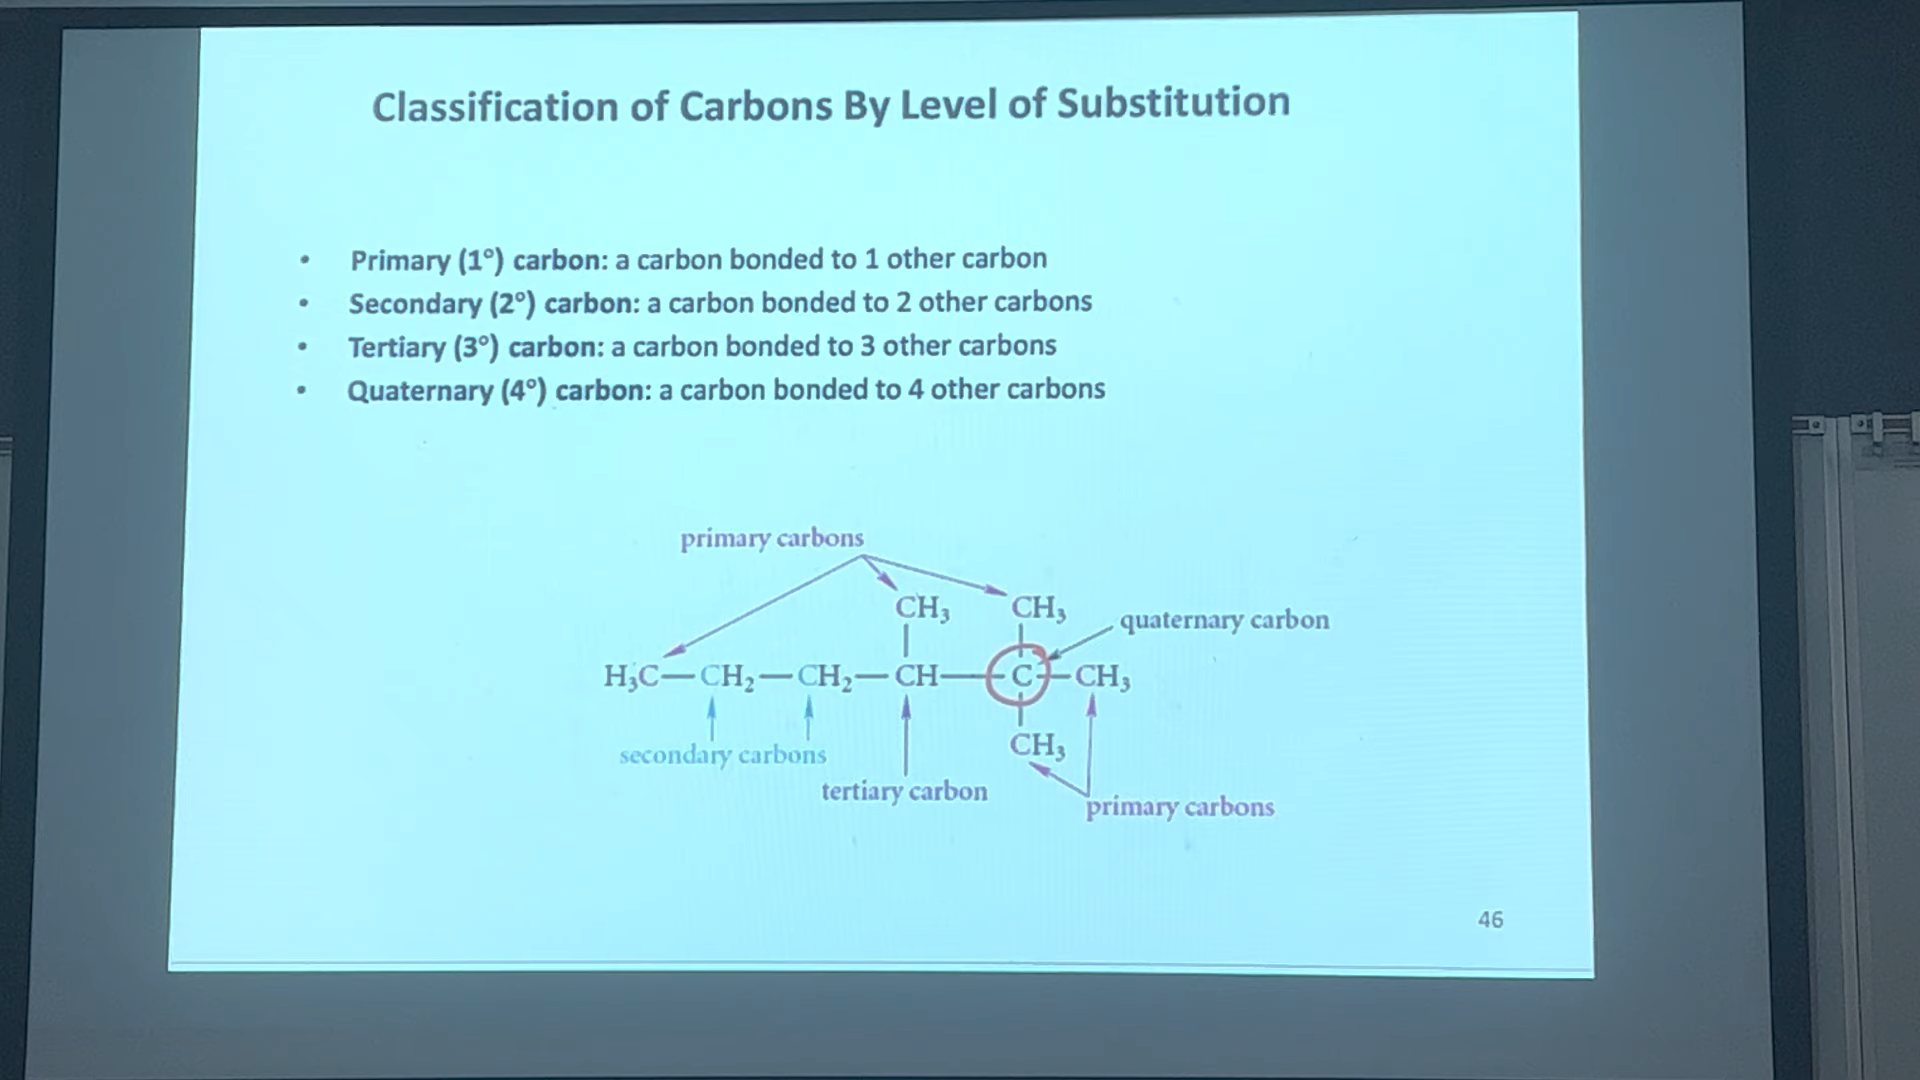 Classification of Carbons By Level of Substitution
• Primary (1°) carbon: a carbon bonded to 1 other carbon
• Secondary (2°) carbon: a carbon bonded to 2 other carbons
• Tertiary (3°) carbon: a carbon bonded to 3 other carbons
• Quaternary (4°) carbon: a carbon bonded to 4 other carbons
primary carbons
CH₃ CH₃
quaternary carbon
H₃C—CH₂—CH₂—CH—C—CH₃
CH₃
secondary carbons
tertiary carbon
primary carbons
46